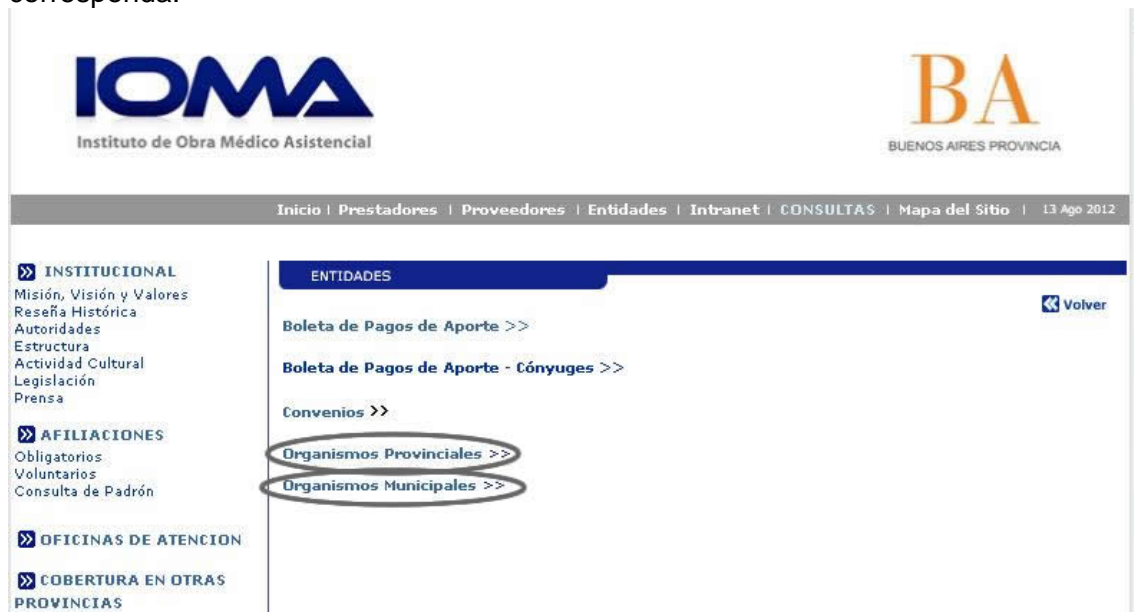 corresponda.
IOMA
Instituto de Obra Médico Asistencial
BA
BUENOS AIRES PROVINCIA
Inicio | Prestadores | Proveedores | Entidades | Intranet | CONSULTAS | Mapa del Sitio | 13 Ago 2012
INSTITUCIONAL
Misión, Visión y Valores
Reseña Histórica
Autoridades
Estructura
Actividad Cultural
Legislación
Prensa
AFILIACIONES
Obligatorios
Voluntarios
Consulta de Padrón
OFICINAS DE ATENCION
COBERTURA EN OTRAS
PROVINCIAS
ENTIDADES
Volver
Boleta de Pagos de Aporte >>
Boleta de Pagos de Aporte - Cónyuges >>
Convenios >>
Organismos Provinciales >>
Organismos Municipales >>